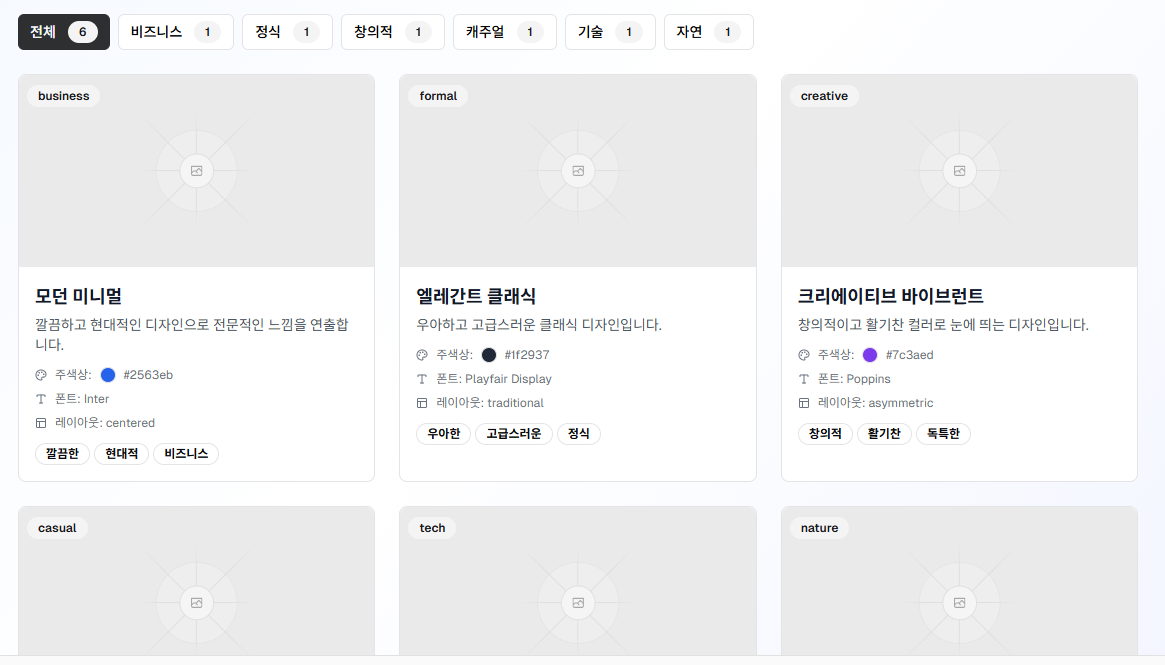 전체 6 비즈니스 1 정식 1 창의적 1 캐주얼 1 기술 1 자연 1
business
모던 미니멀
깔끔하고 현대적인 디자인으로 전문적인 느낌을 연출합
니다.
주색상: #2563eb
폰트: Inter
레이아웃: centered
깔끔한 현대적 비즈니스
formal
엘레간트 클래식
우아하고 고급스러운 클래식 디자인입니다.
주색상: #1f2937
폰트: Playfair Display
레이아웃: traditional
우아한 고급스러운 정식
creative
크리에이티브 바이브런트
창의적이고 활기찬 컬러로 눈에 띄는 디자인입니다.
주색상: #7c3aed
폰트: Poppins
레이아웃: asymmetric
창의적 활기찬 독특한
casual
tech
nature